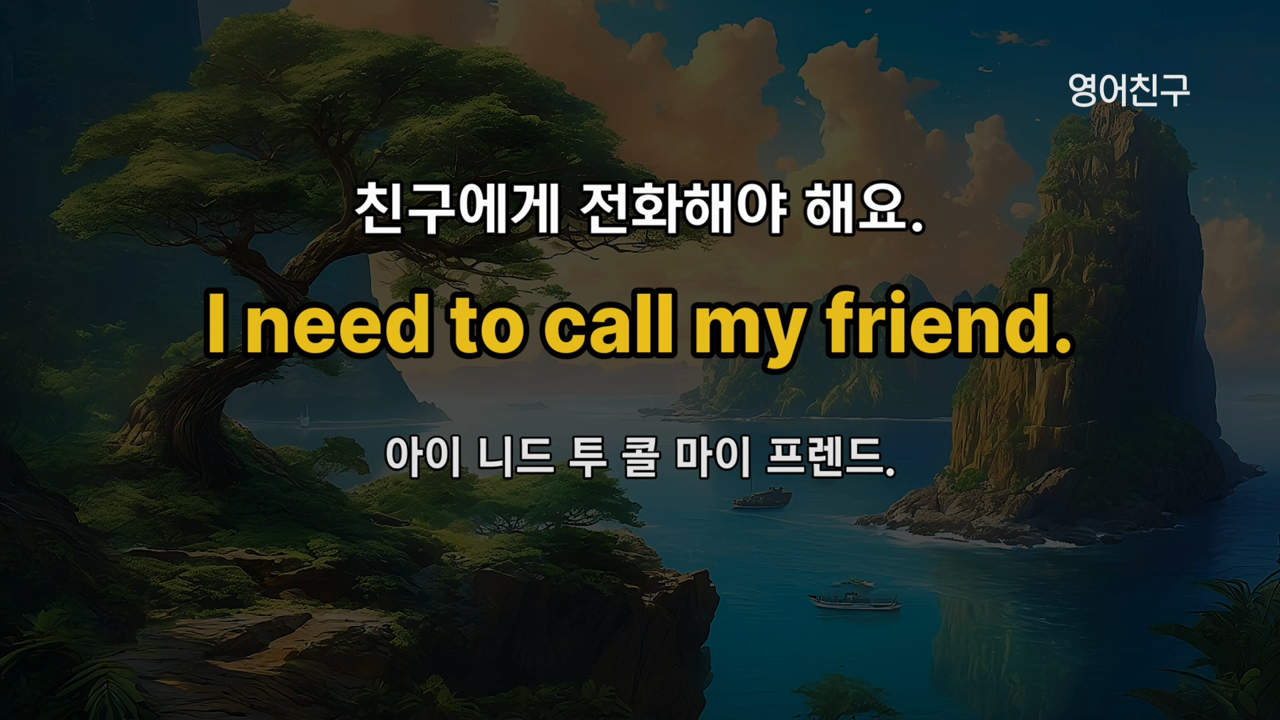 영어친구
친구에게 전화해야 해요.
I need to call my friend.
아이 니드 투 콜 마이 프렌드.